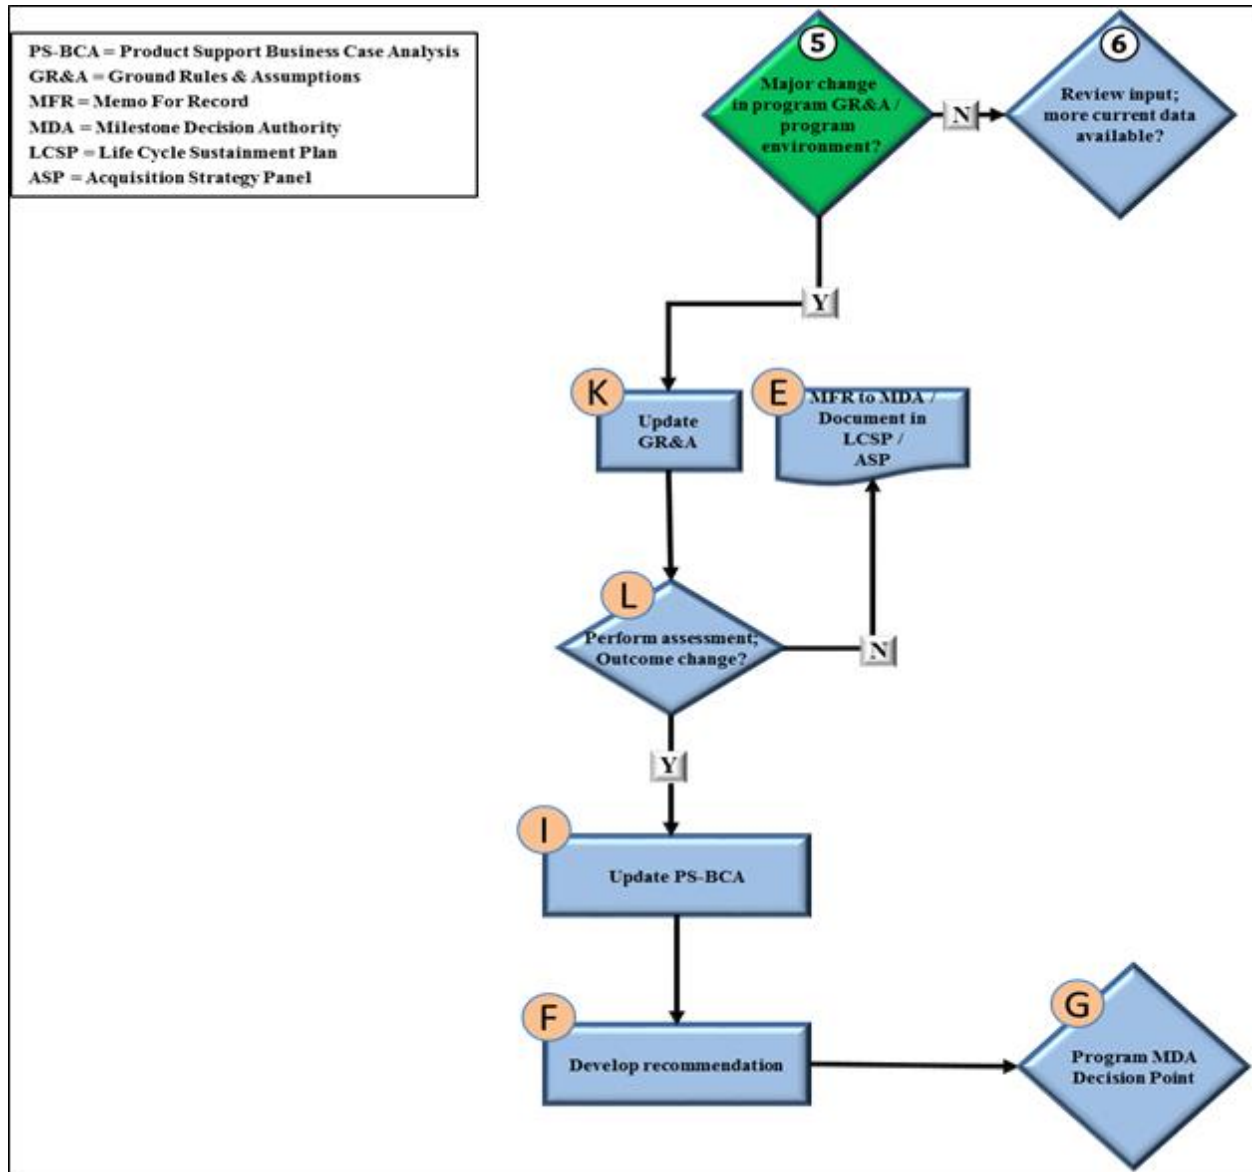 PS-BCA = Product Support Business Case Analysis
GR&A = Ground Rules & Assumptions
MFR = Memo For Record
MDA = Milestone Decision Authority
LCSP = Life Cycle Sustainment Plan
ASP = Acquisition Strategy Panel
5
Major change
in program GR&A /
program
environment?
N
6
Review input;
more current data
available?
Y
K
Update
GR&A
E
MFR to MDA /
Document in
LCSP /
ASP
L
Perform assessment;
Outcome change?
N
Y
I
Update PS-BCA
F
Develop recommendation
G
Program MDA
Decision Point